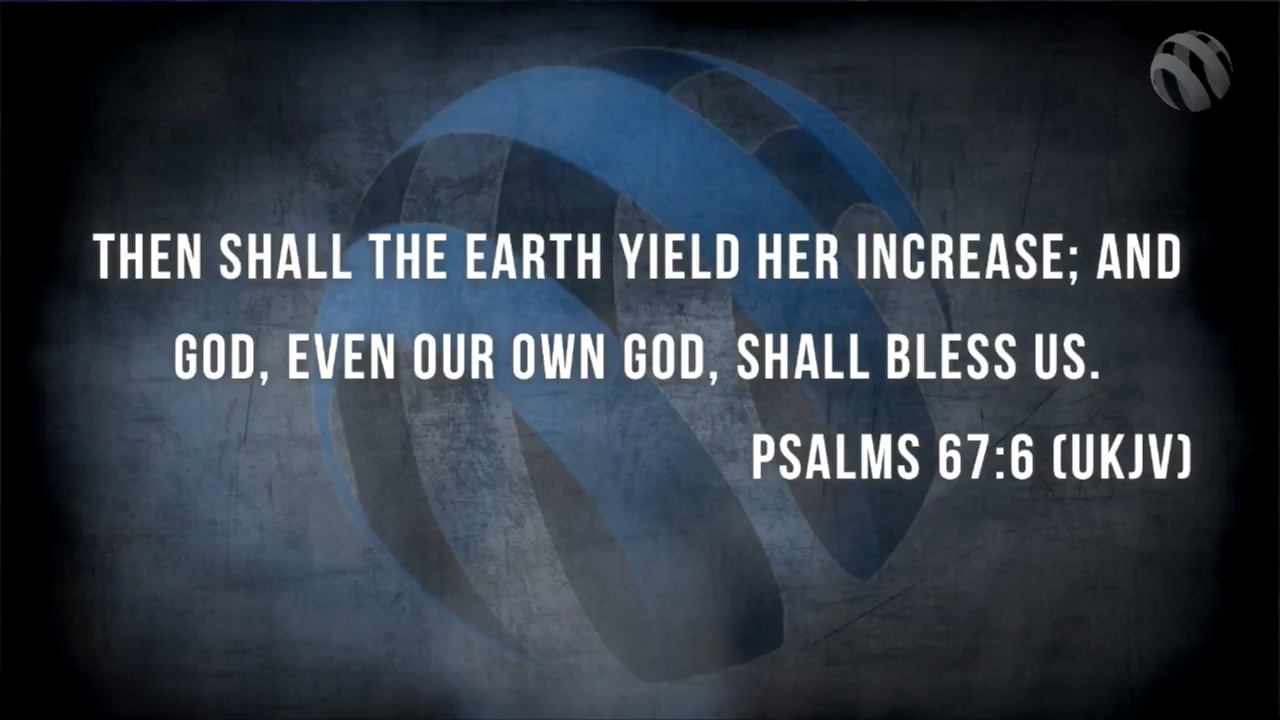 THEN SHALL THE EARTH YIELD HER INCREASE; AND
GOD, EVEN OUR OWN GOD, SHALL BLESS US.
PSALMS 67:6 (UKJV)